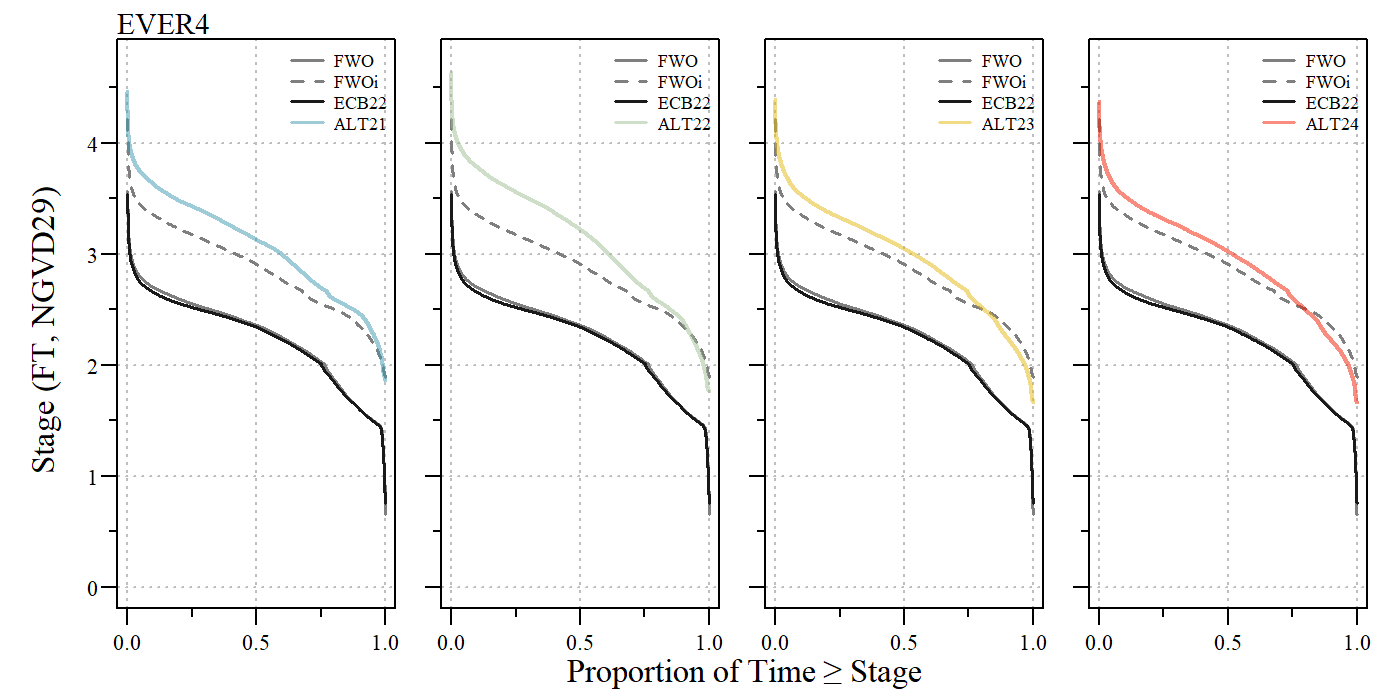 EVER4
FWO
FWOi
ECB22
ALT21
FWO
FWOi
ECB22
ALT22
FWO
FWOi
ECB22
ALT23
FWO
FWOi
ECB22
ALT24
Stage (FT, NGVD29)
4
3
2
1
0
0.0 0.5 1.0
0.0 0.5 1.0
0.0 0.5 1.0
0.0 0.5 1.0
Proportion of Time ≥ Stage